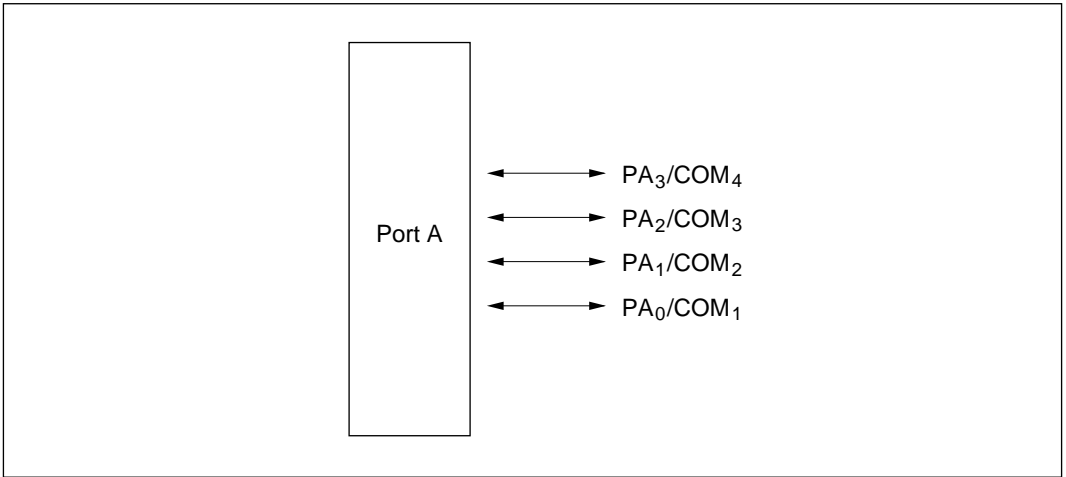 PA₃/COM₄
PA₂/COM₃
Port A
PA₁/COM₂
PA₀/COM₁